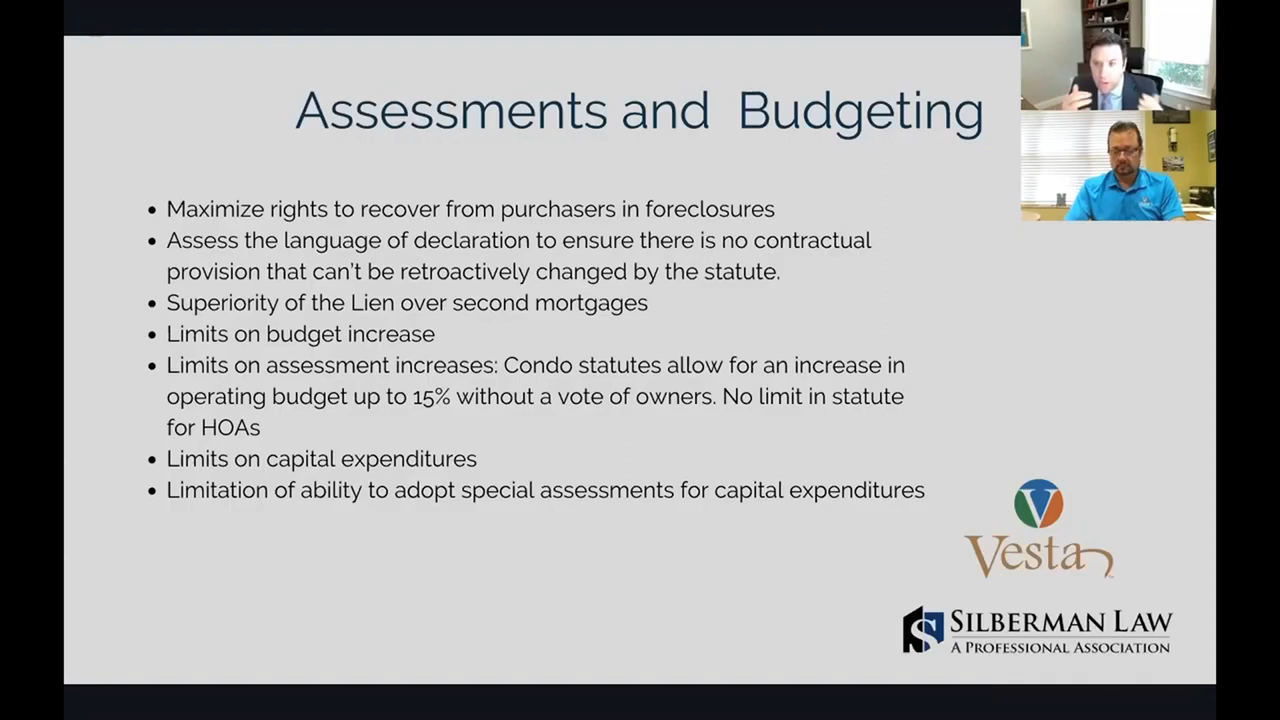 Assessments and Budgeting
• Maximize rights to recover from purchasers in foreclosures
• Assess the language of declaration to ensure there is no contractual
provision that can't be retroactively changed by the statute.
• Superiority of the Lien over second mortgages
• Limits on budget increase
• Limits on assessment increases: Condo statutes allow for an increase in
operating budget up to 15% without a vote of owners. No limit in statute
for HOAs
• Limits on capital expenditures
• Limitation of ability to adopt special assessments for capital expenditures
V
Vesta
S
SILBERMAN LAW
A PROFESSIONAL ASSOCIATION